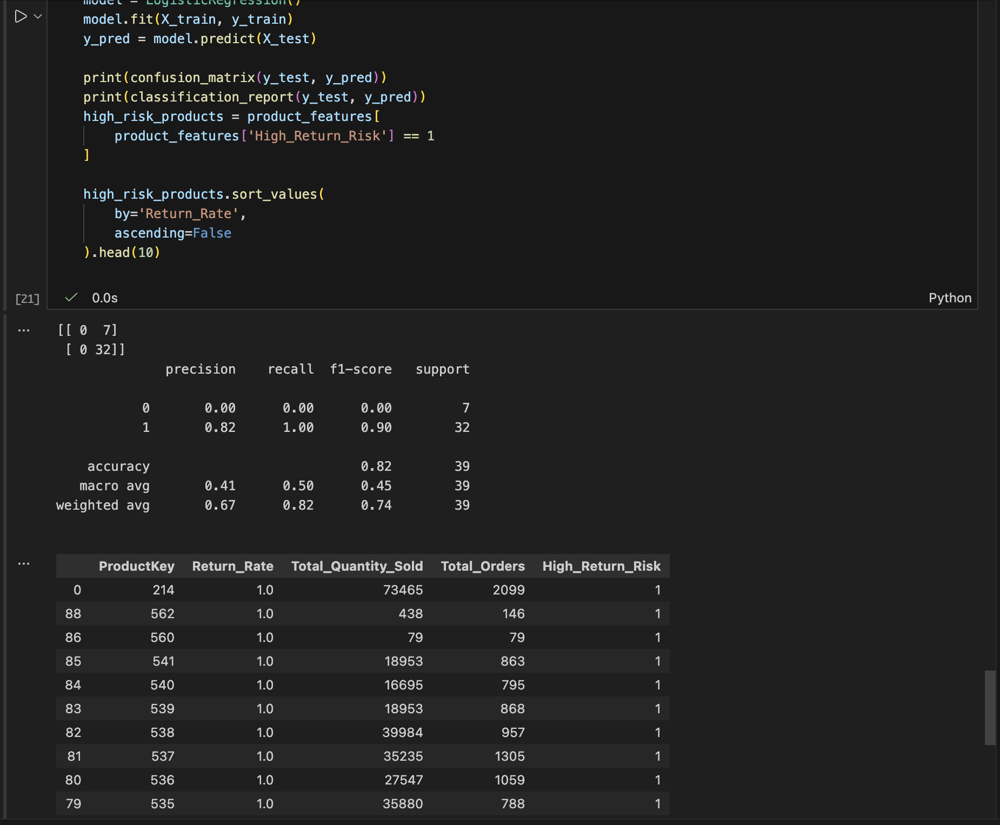 model = LogisticRegression()
model.fit(X_train, y_train)
y_pred = model.predict(X_test)
print(confusion_matrix(y_test, y_pred))
print(classification_report(y_test, y_pred))
high_risk_products = product_features[
    product_features['High_Return_Risk'] == 1
]
high_risk_products.sort_values(
    by='Return_Rate',
    ascending=False
).head(10)
[21] 0.0s Python
... [[ 0  7]
 [ 0 32]]
precision recall f1-score support
0 0.00 0.00 0.00 7
1 0.82 1.00 0.90 32
accuracy 0.82 39
macro avg 0.41 0.50 0.45 39
weighted avg 0.67 0.82 0.74 39
...
ProductKey Return_Rate Total_Quantity_Sold Total_Orders High_Return_Risk
0 214 1.0 73465 2099 1
88 562 1.0 438 146 1
86 560 1.0 79 79 1
85 541 1.0 18953 863 1
84 540 1.0 16695 795 1
83 539 1.0 18953 868 1
82 538 1.0 39984 957 1
81 537 1.0 35235 1305 1
80 536 1.0 27547 1059 1
79 535 1.0 35880 788 1